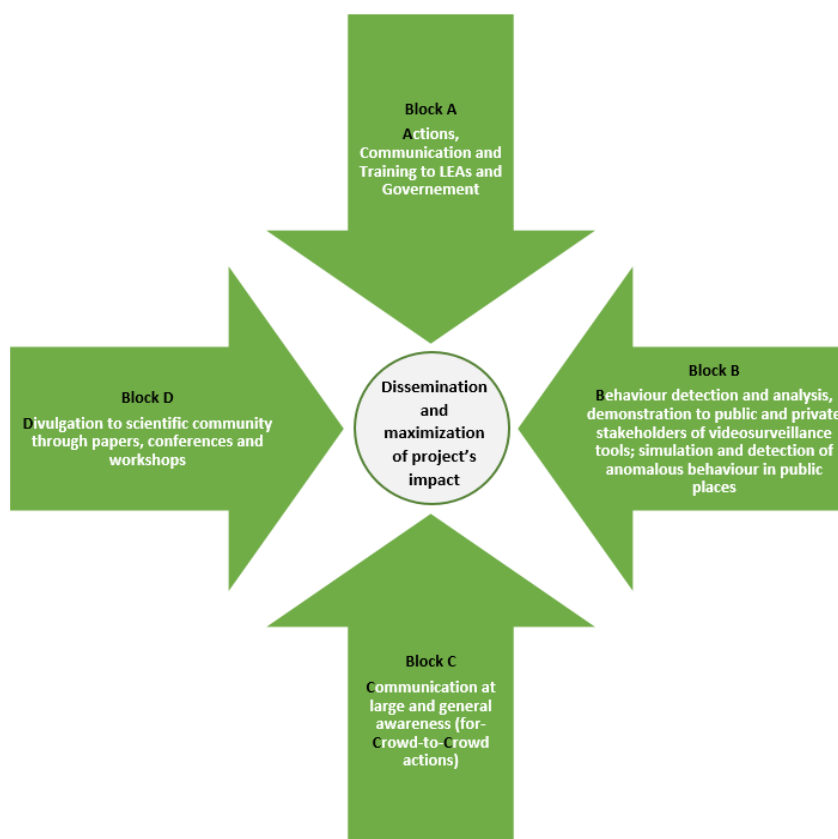 Block A
Actions,
Communication and
Training to LEAs and
Governement
Block D
Divulgation to scientific community
through papers, conferences and
workshops
Dissemination
and
maximization
of project's
impact
Block B
Behaviour detection and analysis,
demonstration to public and private
stakeholders of videosurveillance
tools; simulation and detection of
anomalous behaviour in public
places
Block C
Communication at
large and general
awareness (for-
Crowd-to-Crowd
actions)